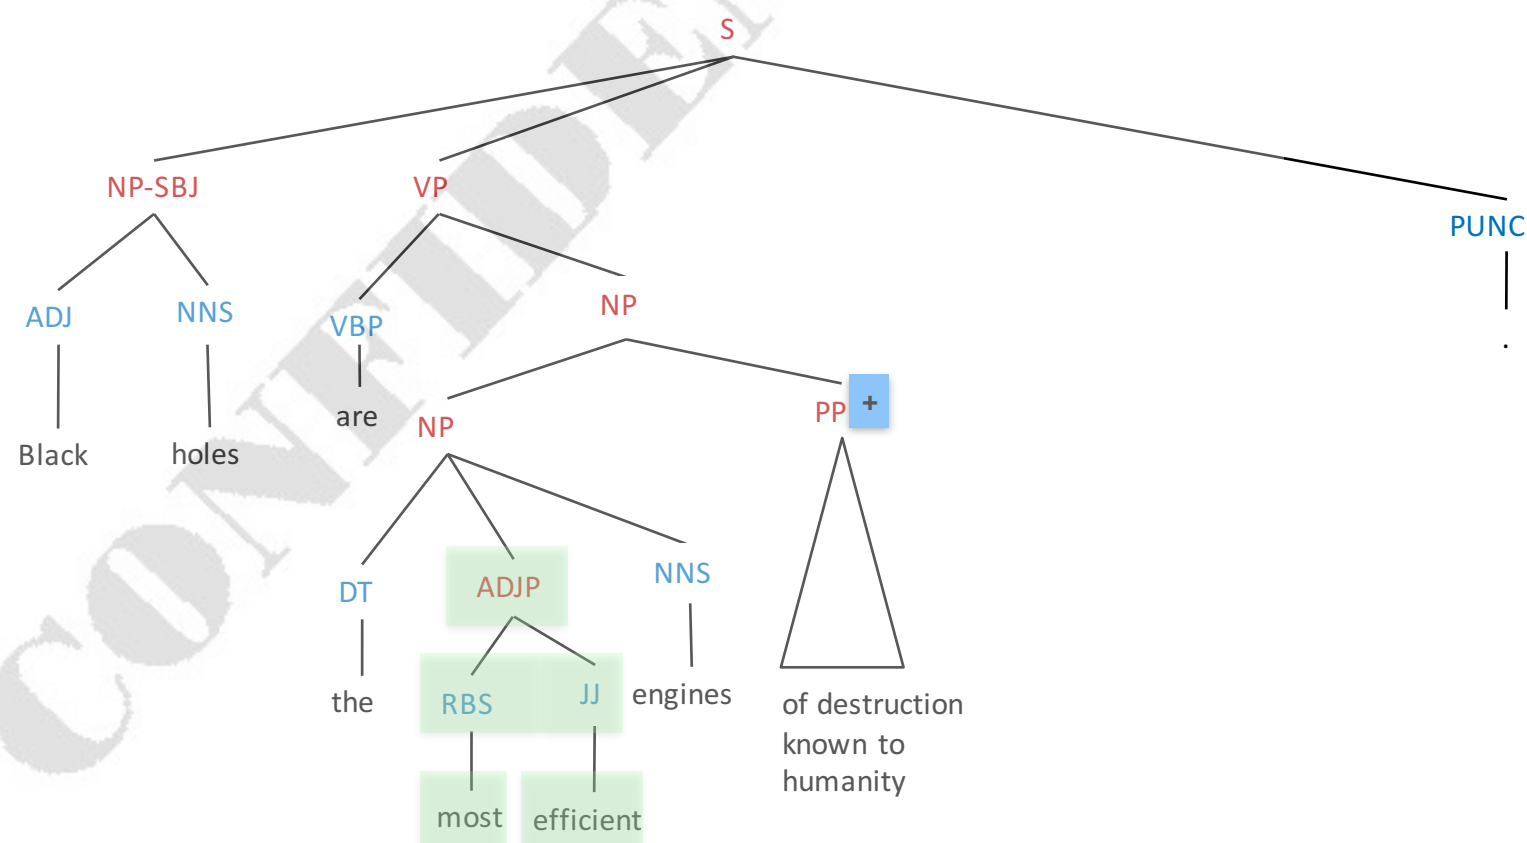 S
NP-SBJ VP
PUNC
ADJ NNS VBP NP
.
Black holes are NP PP +
DT ADJP NNS
the RBS JJ engines of destruction
known to
humanity
most efficient
CONFIDE